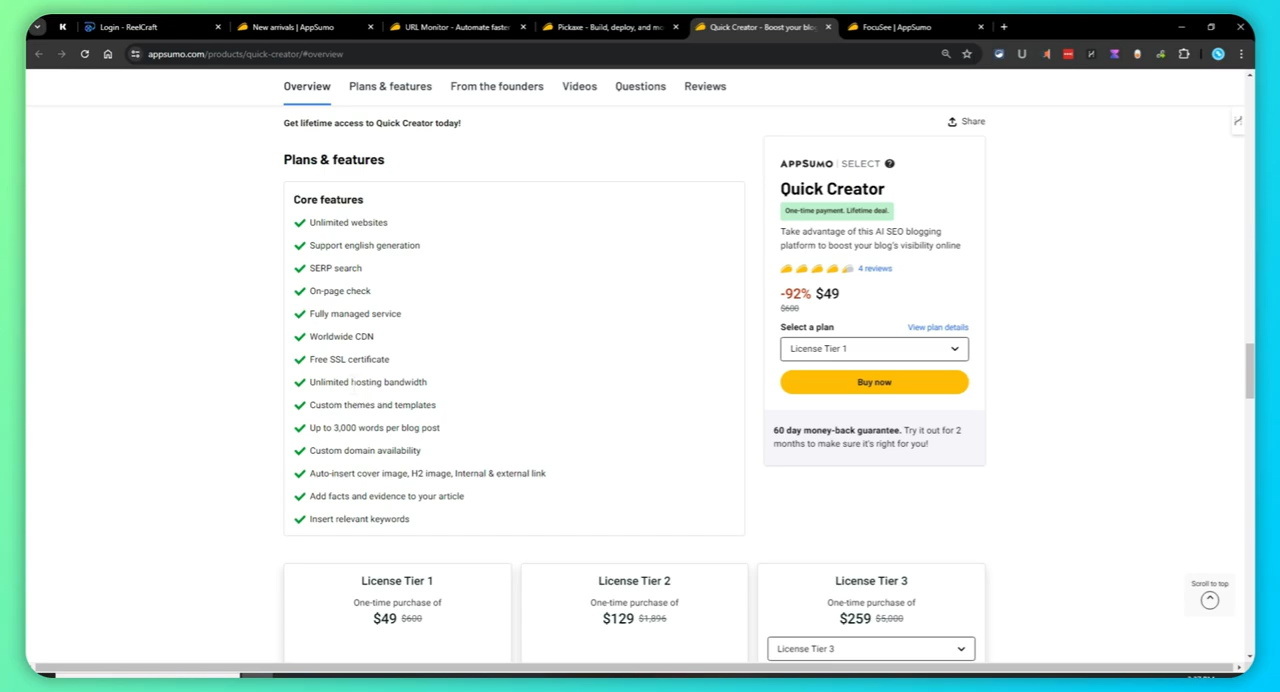 Login - ReelCraft
New arrivals | AppSumo
URL Monitor - Automate faste
Pickaxe - Build, deploy, and mo
Quick Creator - Boost your blo
FocuSee | AppSumo
appsumo.com/products/quick-creator/#overview
Overview
Plans & features
From the founders
Videos
Questions
Reviews
Get lifetime access to Quick Creator today!
Share
Plans & features
Core features
Unlimited websites
Support english generation
SERP search
On-page check
Fully managed service
Worldwide CDN
Free SSL certificate
Unlimited hosting bandwidth
Custom themes and templates
Up to 3,000 words per blog post
Custom domain availability
Auto-insert cover image, H2 image, Internal & external link
Add facts and evidence to your article
Insert relevant keywords
APPSUMO | SELECT
Quick Creator
One-time payment. Lifetime deal.
Take advantage of this AI SEO blogging
platform to boost your blog's visibility online
4 reviews
-92% $49
$600
Select a plan
View plan details
License Tier 1
Buy now
60 day money-back guarantee. Try it out for 2
months to make sure it's right for you!
License Tier 1
One-time purchase of
$49 $600
License Tier 2
One-time purchase of
$129 $1,896
License Tier 3
One-time purchase of
$259 $5,000
License Tier 3
Scroll to top